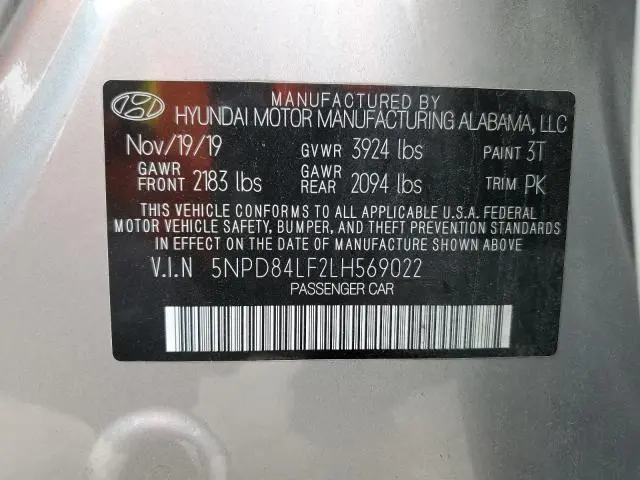 MANUFACTURED BY
HYUNDAI MOTOR MANUFACTURING ALABAMA, LLC
Nov/19/19 GVWR 3924 lbs PAINT 3T
GAWR FRONT 2183 lbs GAWR REAR 2094 lbs TRIM PK
THIS VEHICLE CONFORMS TO ALL APPLICABLE U.S.A. FEDERAL
MOTOR VEHICLE SAFETY, BUMPER, AND THEFT PREVENTION STANDARDS
IN EFFECT ON THE DATE OF MANUFACTURE SHOWN ABOVE
V.I.N 5NPD84LF2LH569022
PASSENGER CAR